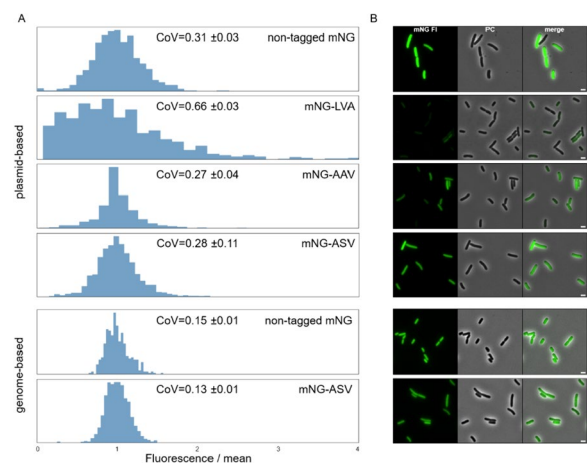 A
B
CoV=0.31 ±0.03 non-tagged mNG
CoV=0.66 ±0.03 mNG-LVA
CoV=0.27 ±0.04 mNG-AAV
CoV=0.28 ±0.11 mNG-ASV
plasmid-based
CoV=0.15 ±0.01 non-tagged mNG
CoV=0.13 ±0.01 mNG-ASV
genome-based
0 1 2 3 4
Fluorescence / mean
mNG Fl PC merge